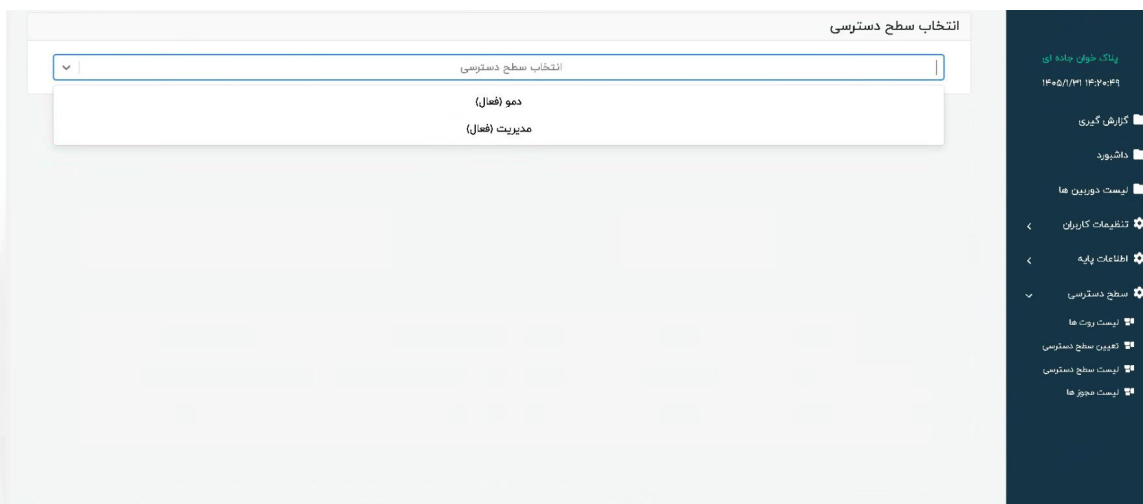 انتخاب سطح دسترسی
انتخاب سطح دسترسی
دمو (فعال)
مدیریت (فعال)
پلاک خوان جاده ای
۱۴۰۵/۱/۳۱ ۱۴:۲۰:۴۹
گزارش گیری
داشبورد
لیست دوربین ها
تنظیمات کاربران
اطلاعات پایه
سطح دسترسی
لیست روت ها
تعیین سطح دسترسی
لیست سطح دسترسی
لیست مجوز ها